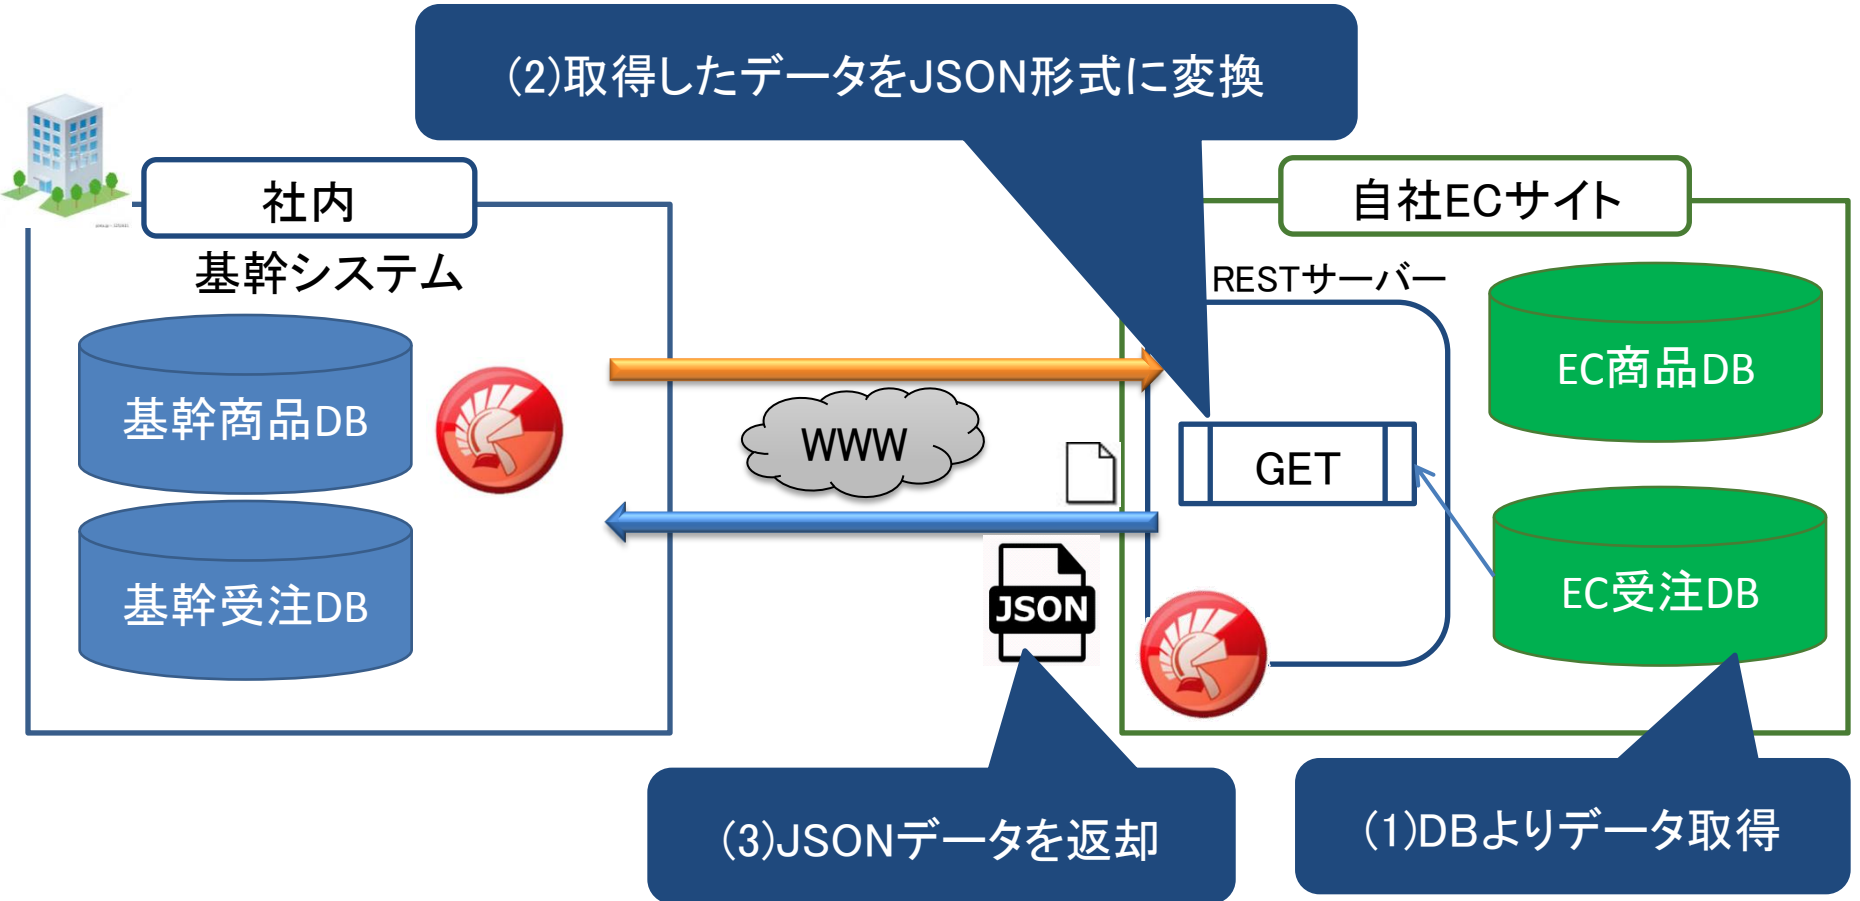 (2)取得したデータをJSON形式に変換
社内
自社ECサイト
基幹システム
RESTサーバー
EC商品DB
基幹商品DB
WWW
GET
基幹受注DB
JSON
EC受注DB
(3)JSONデータを返却
(1)DBよりデータ取得